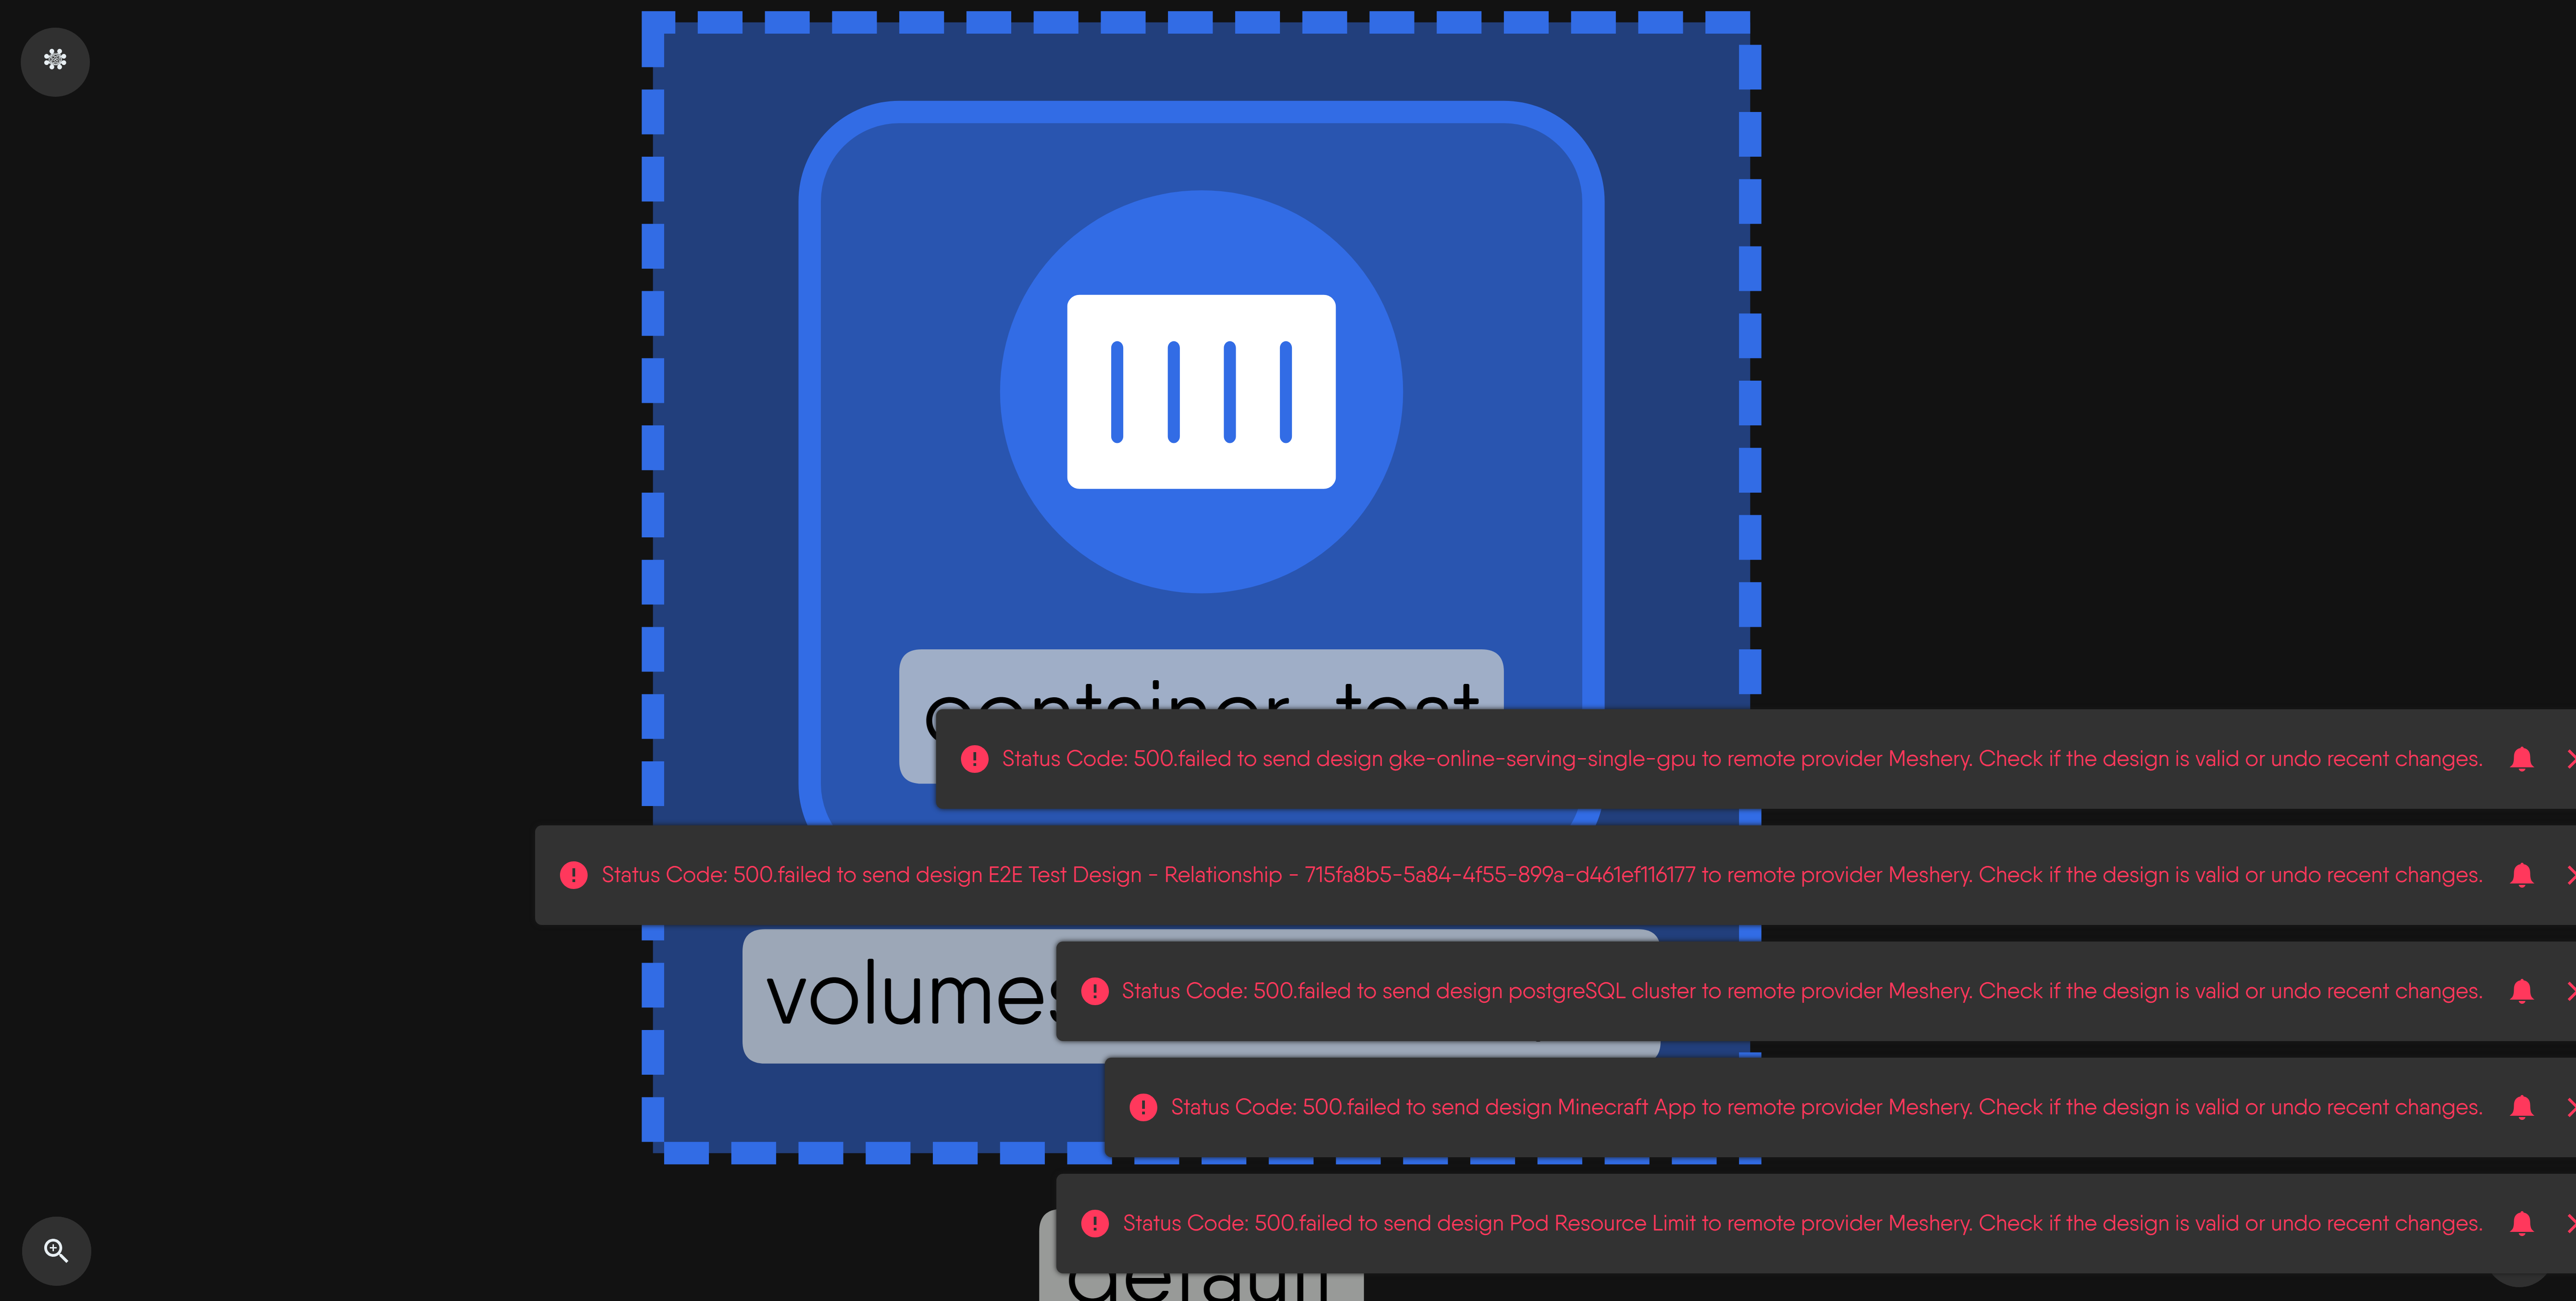 container-test
Status Code: 500.failed to send design gke-online-serving-single-gpu to remote provider Meshery. Check if the design is valid or undo recent changes.
Status Code: 500.failed to send design E2E Test Design - Relationship - 715fa8b5-5a84-4f55-899a-d461ef116177 to remote provider Meshery. Check if the design is valid or undo recent changes.
volumes
Status Code: 500.failed to send design postgreSQL cluster to remote provider Meshery. Check if the design is valid or undo recent changes.
Status Code: 500.failed to send design Minecraft App to remote provider Meshery. Check if the design is valid or undo recent changes.
Status Code: 500.failed to send design Pod Resource Limit to remote provider Meshery. Check if the design is valid or undo recent changes.
default